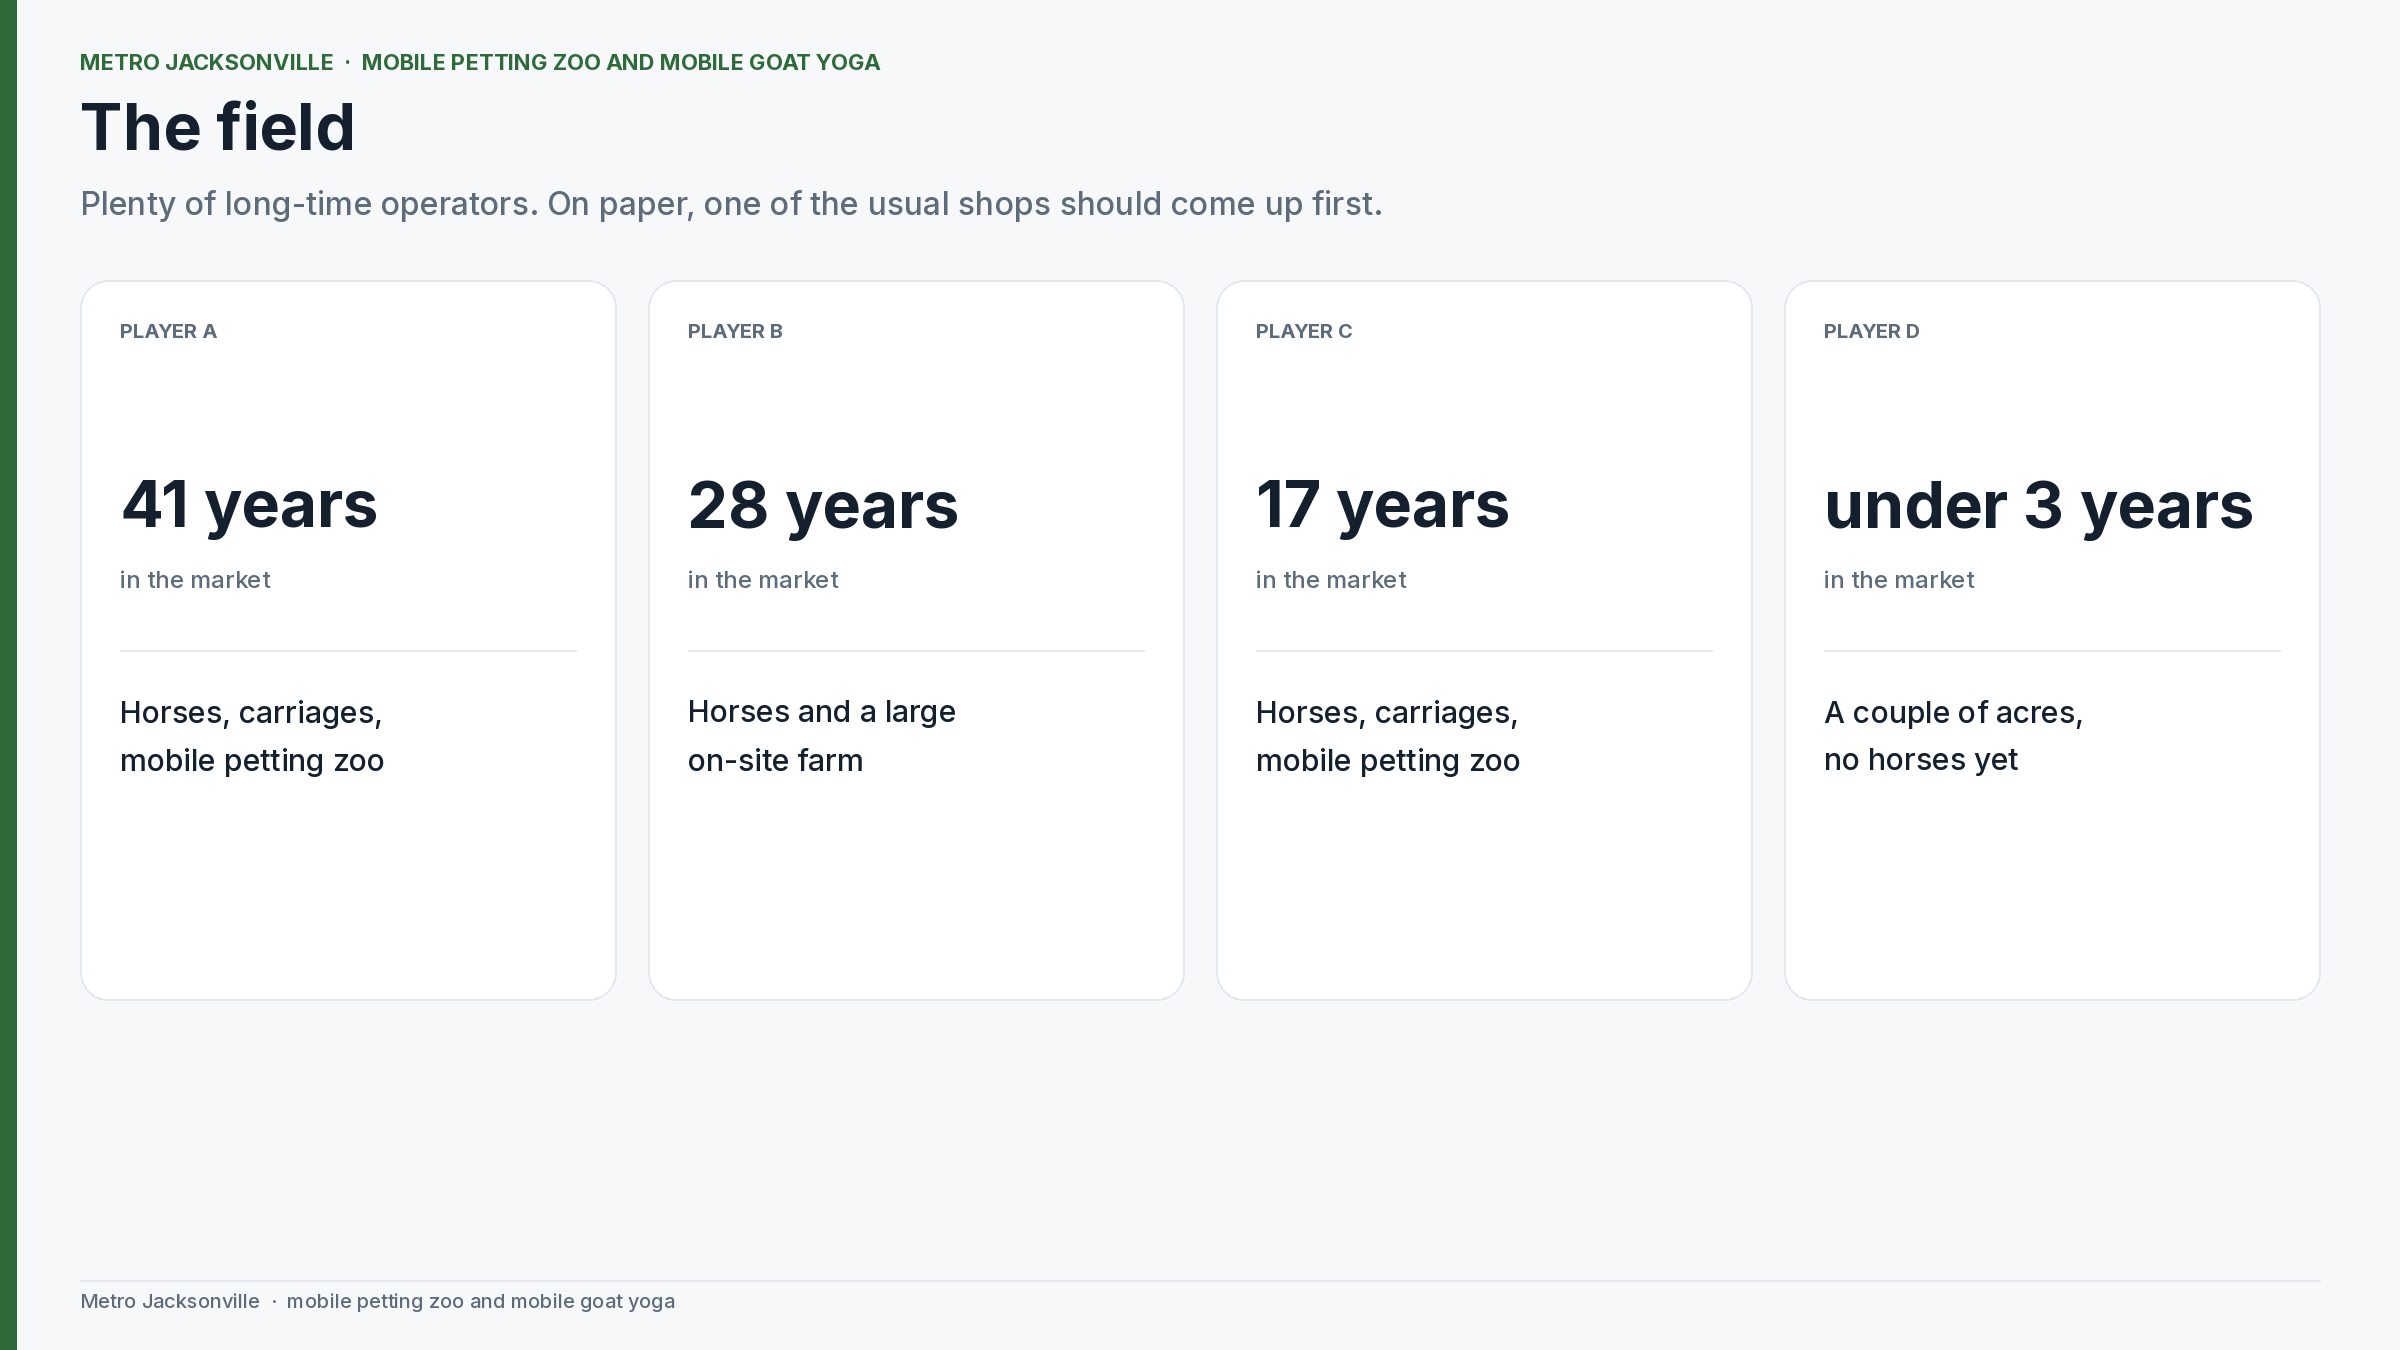 METRO JACKSONVILLE · MOBILE PETTING ZOO AND MOBILE GOAT YOGA
The field
Plenty of long-time operators. On paper, one of the usual shops should come up first.
PLAYER A
41 years
in the market
Horses, carriages,
mobile petting zoo
PLAYER B
28 years
in the market
Horses and a large
on-site farm
PLAYER C
17 years
in the market
Horses, carriages,
mobile petting zoo
PLAYER D
under 3 years
in the market
A couple of acres,
no horses yet
Metro Jacksonville · mobile petting zoo and mobile goat yoga